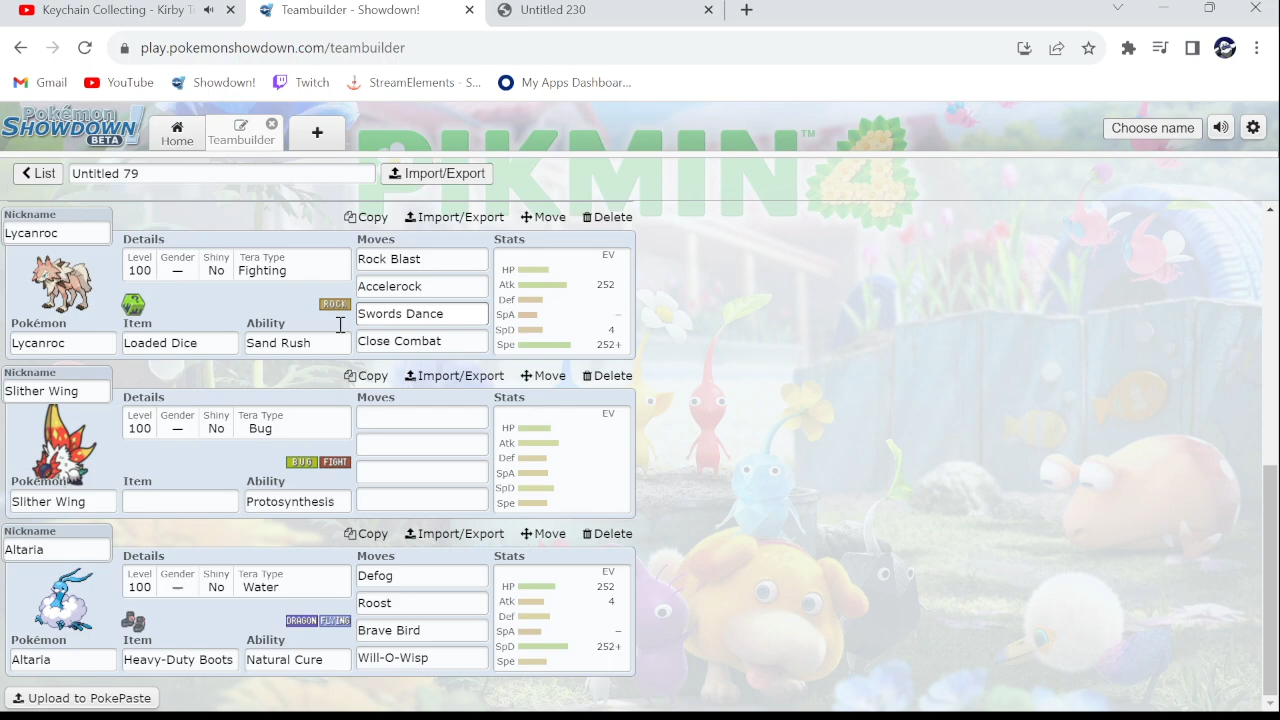 Keychain Collecting - Kirby
Teambuilder - Showdown!
Untitled 230
play.pokemonshowdown.com/teambuilder
Gmail YouTube Showdown! Twitch StreamElements - S... My Apps Dashboar...
Pokémon
SHOWDOWN!
BETA
Home
Teambuilder
Choose name
PIKMIN 4
TM
List Untitled 79 Import/Export
Nickname
Lycanroc
Copy Import/Export Move Delete
Details Moves Stats
Level Gender Shiny Tera Type
100 — No Fighting
ROCK
Pokémon Item Ability
Lycanroc Loaded Dice Sand Rush
Rock Blast
Accelerock
Swords Dance
Close Combat
EV
HP
Atk 252
Def
SpA –
SpD 4
Spe 252+
Nickname
Slither Wing
Copy Import/Export Move Delete
Details Moves Stats
Level Gender Shiny Tera Type
100 — No Bug
BUG FIGHT
Pokémon Item Ability
Slither Wing Protosynthesis
EV
HP
Atk
Def
SpA
SpD
Spe
Nickname
Altaria
Copy Import/Export Move Delete
Details Moves Stats
Level Gender Shiny Tera Type
100 — No Water
DRAGON FLYING
Pokémon Item Ability
Altaria Heavy-Duty Boots Natural Cure
Defog
Roost
Brave Bird
Will-O-Wisp
EV
HP 252
Atk 4
Def
SpA –
SpD 252+
Spe
Upload to PokePaste